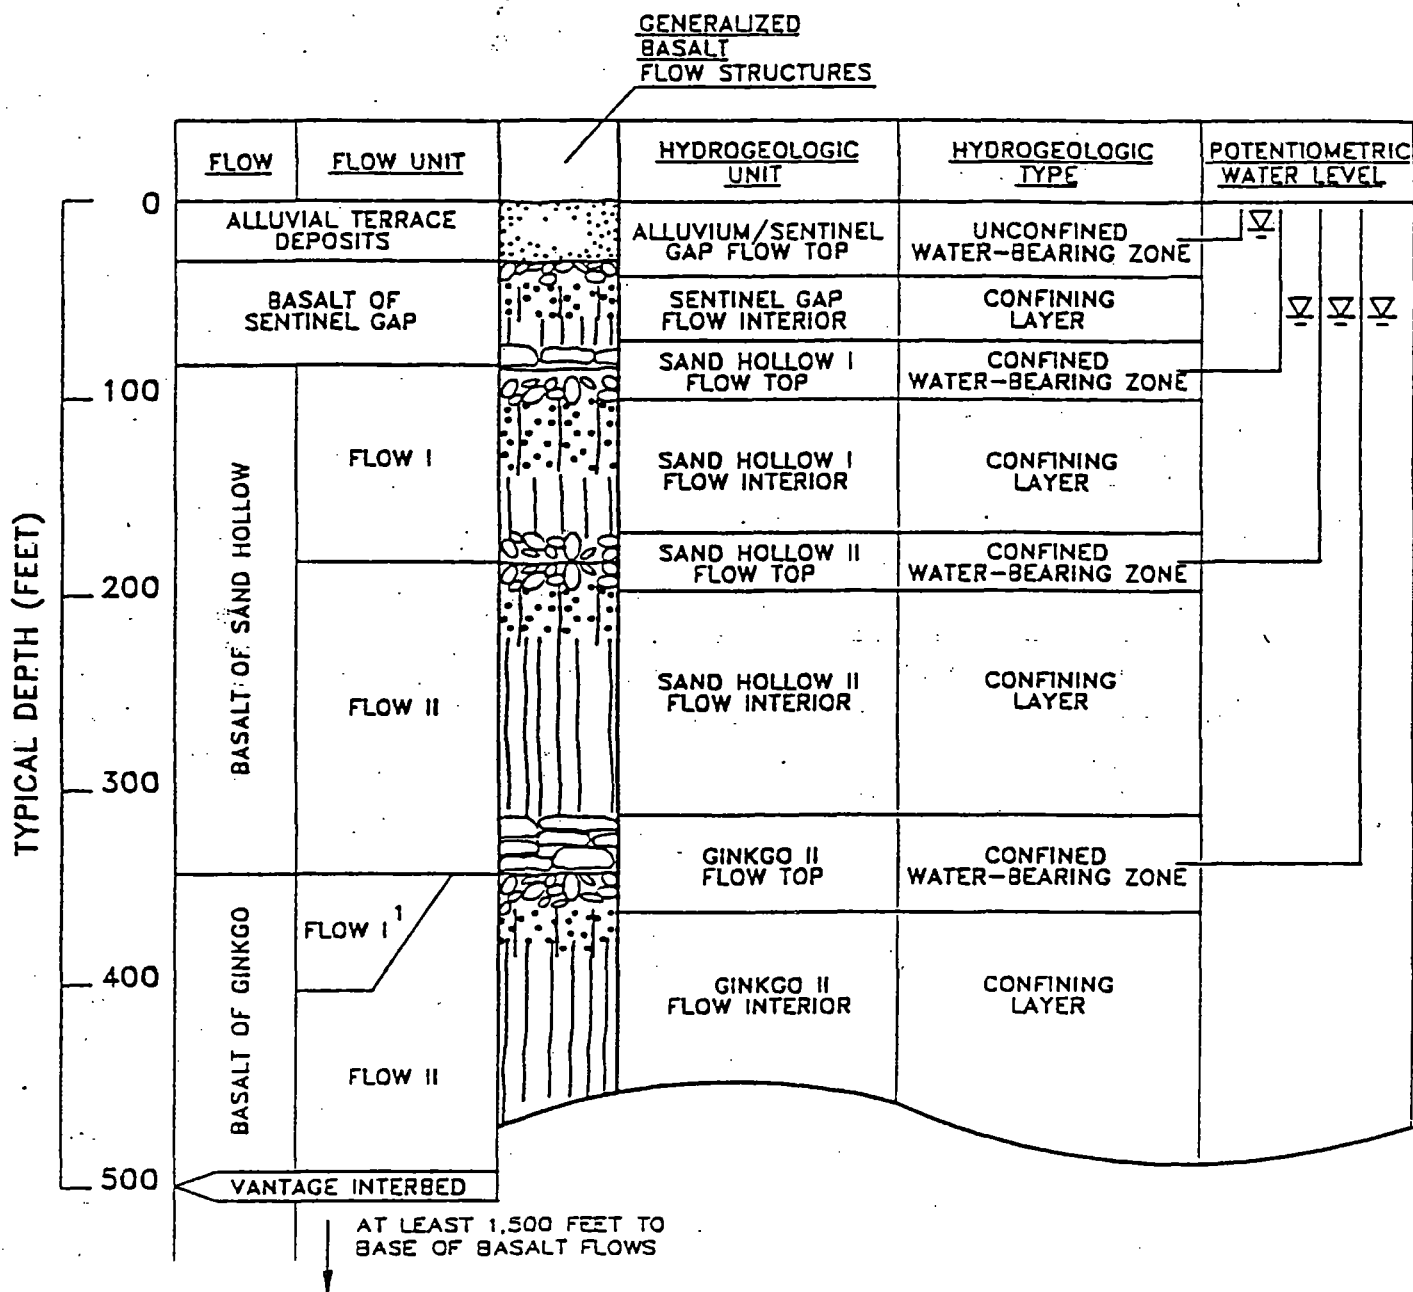 GENERALIZED
BASALT
FLOW STRUCTURES
FLOW
FLOW UNIT
HYDROGEOLOGIC
UNIT
HYDROGEOLOGIC
TYPE
POTENTIOMETRIC
WATER LEVEL
TYPICAL DEPTH (FEET)
0
100
200
300
400
500
ALLUVIAL TERRACE
DEPOSITS
BASALT OF
SENTINEL GAP
BASALT OF SAND HOLLOW
FLOW I
FLOW II
BASALT OF GINKGO
FLOW I 1
FLOW II
VANTAGE INTERBED
AT LEAST 1,500 FEET TO
BASE OF BASALT FLOWS
ALLUVIUM/SENTINEL
GAP FLOW TOP
UNCONFINED
WATER-BEARING ZONE
SENTINEL GAP
FLOW INTERIOR
CONFINING
LAYER
SAND HOLLOW I
FLOW TOP
CONFINED
WATER-BEARING ZONE
SAND HOLLOW I
FLOW INTERIOR
CONFINING
LAYER
SAND HOLLOW II
FLOW TOP
CONFINED
WATER-BEARING ZONE
SAND HOLLOW II
FLOW INTERIOR
CONFINING
LAYER
GINKGO II
FLOW TOP
CONFINED
WATER-BEARING ZONE
GINKGO II
FLOW INTERIOR
CONFINING
LAYER